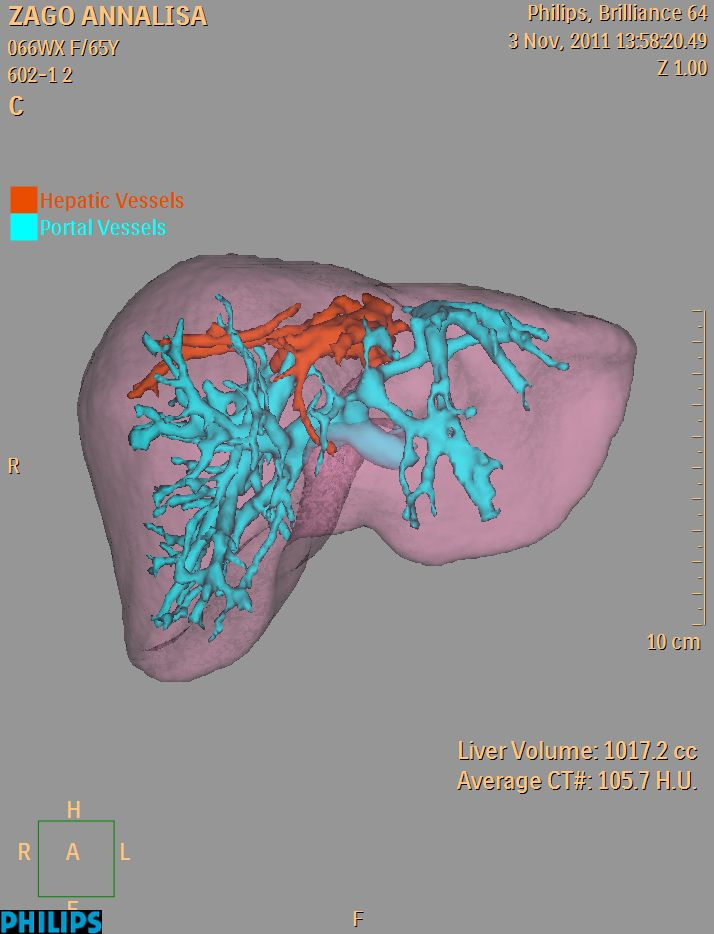 ZAGO ANNALISA
066WX F/65Y
602-1 2
C
Philips, Brilliance 64
3 Nov, 2011 13:58:20.49
Z 1.00
Hepatic Vessels
Portal Vessels
R
10 cm
Liver Volume: 1017.2 cc
Average CT#: 105.7 H.U.
H
R A L
F
PHILIPS
F